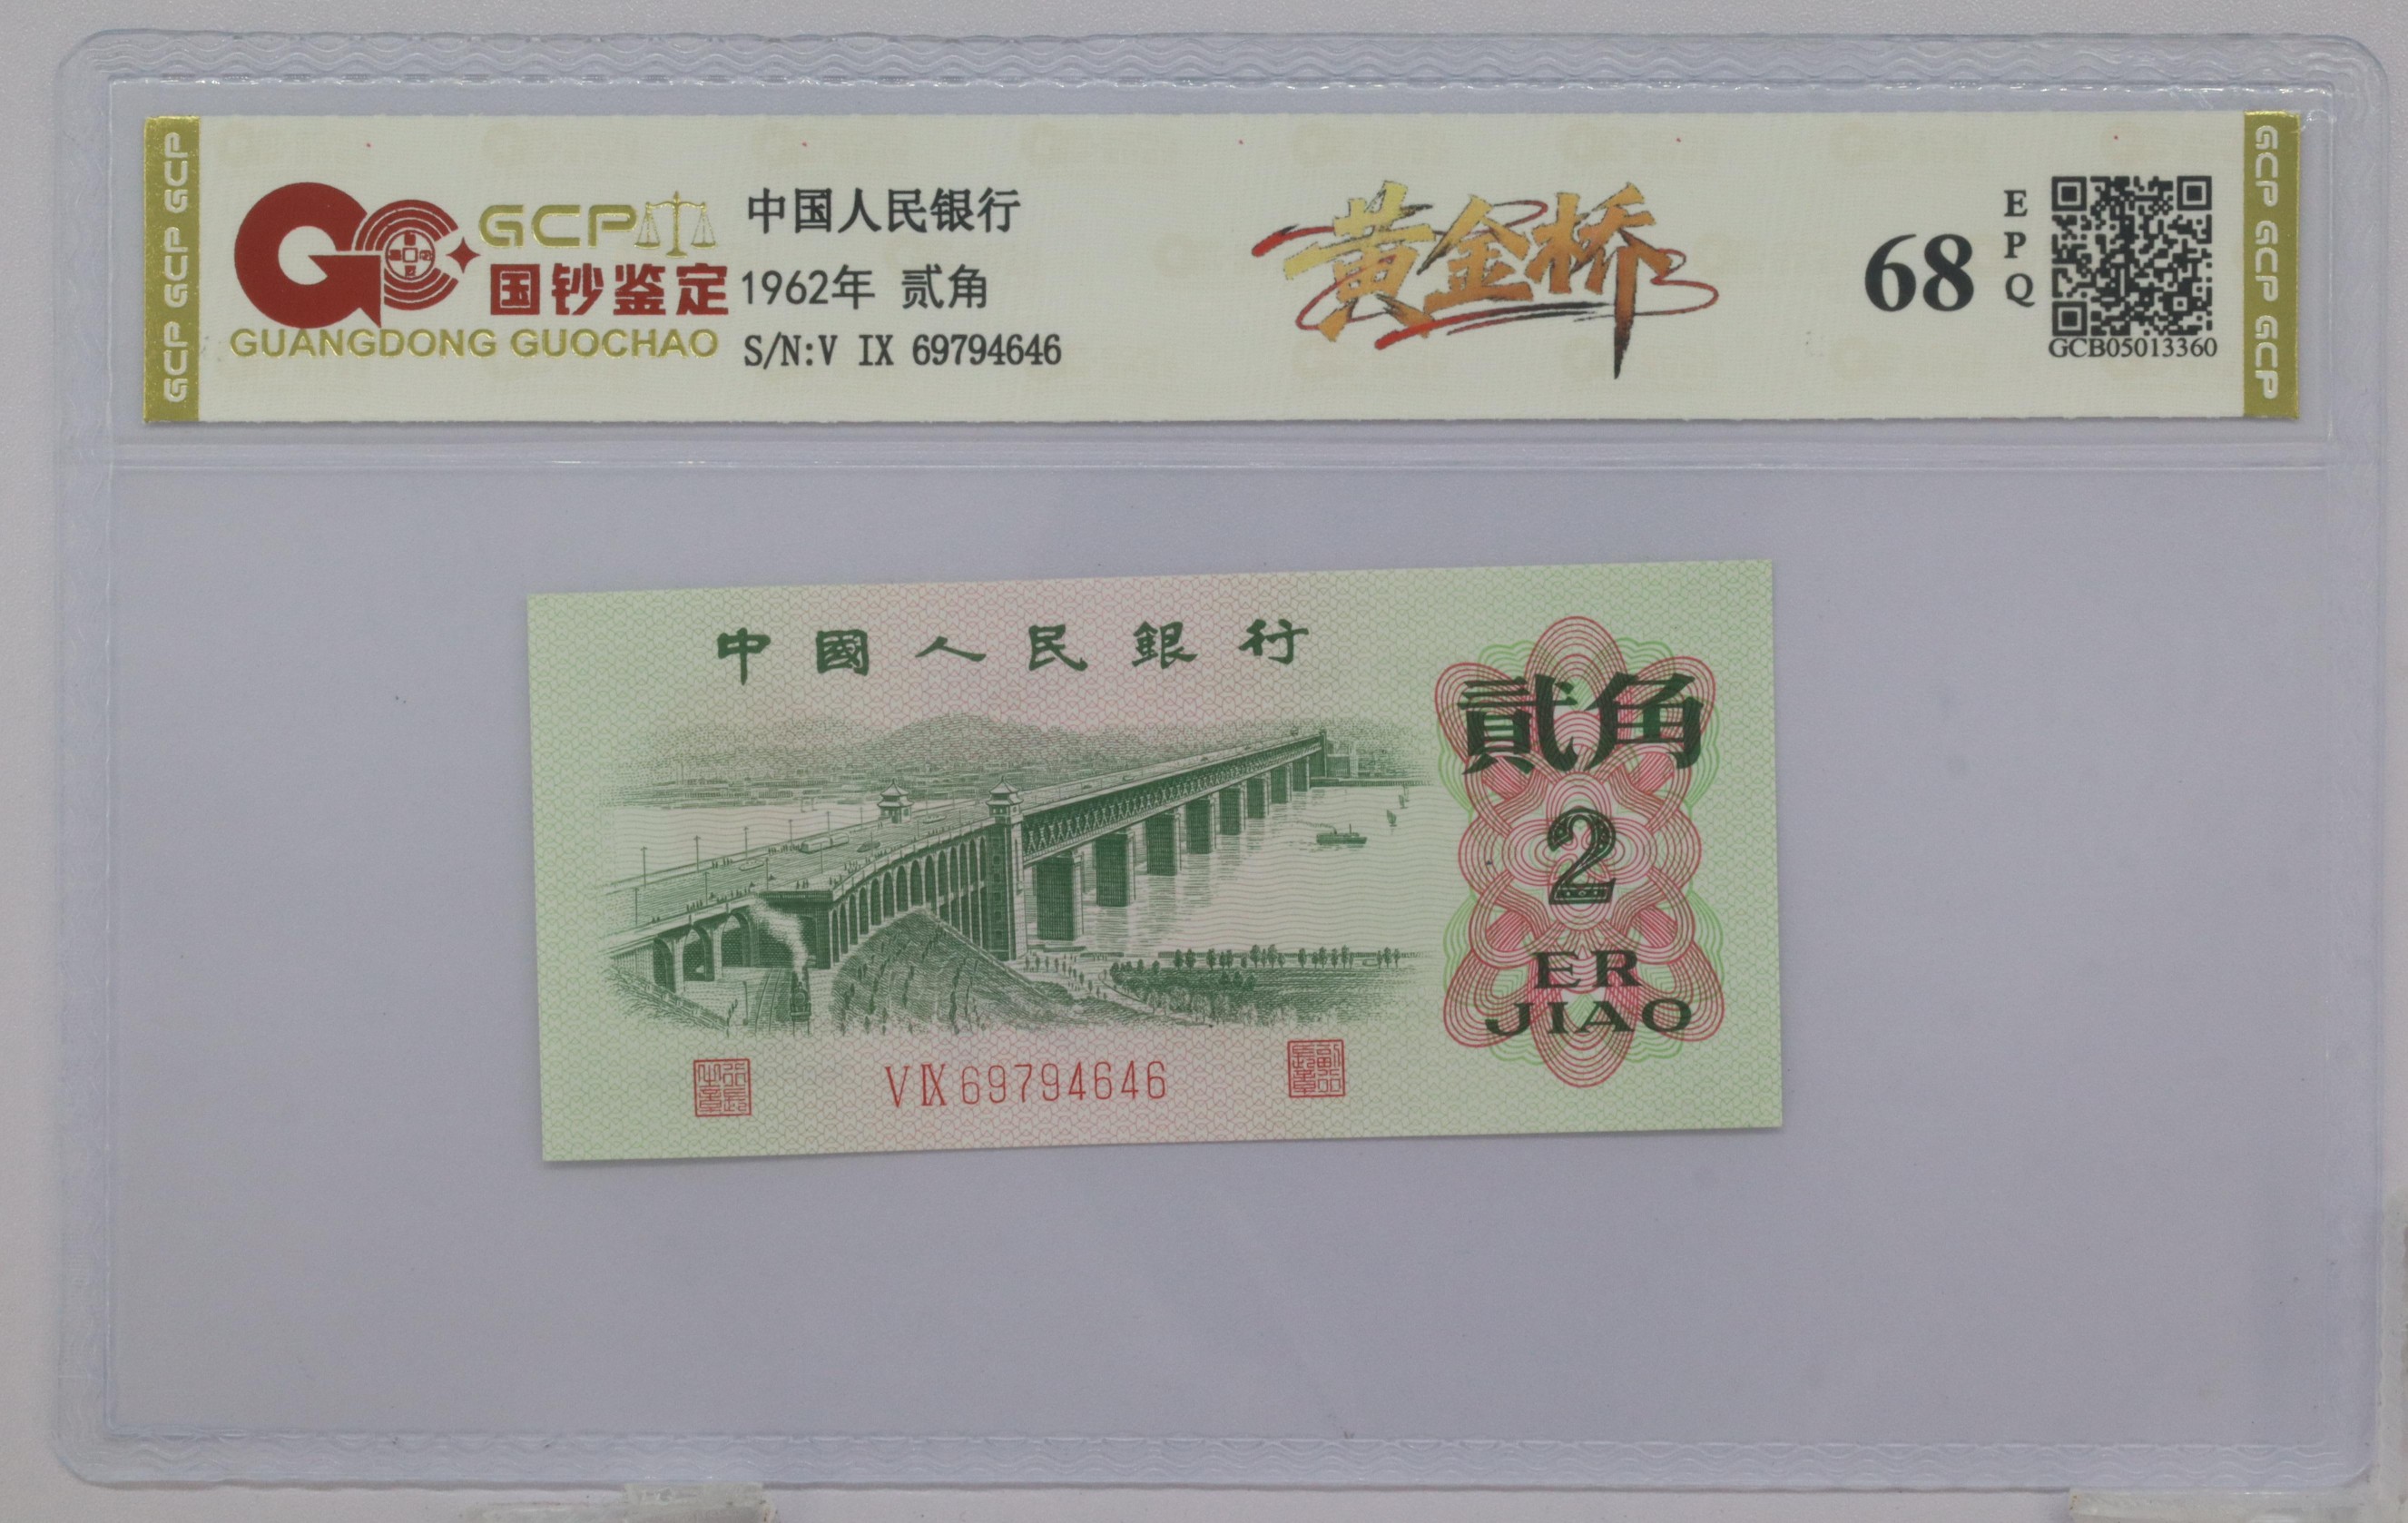 GCP GCP GCP
GCP
国钞鉴定
GUANGDONG GUOCHAO
中国人民银行
1962年 贰角
S/N:V IX 69794646
黄金桥
68
EPQ
GCB05013360
GCP GCP GCP
中國人民銀行
貳角
2
ER
JIAO
V IX 69794646